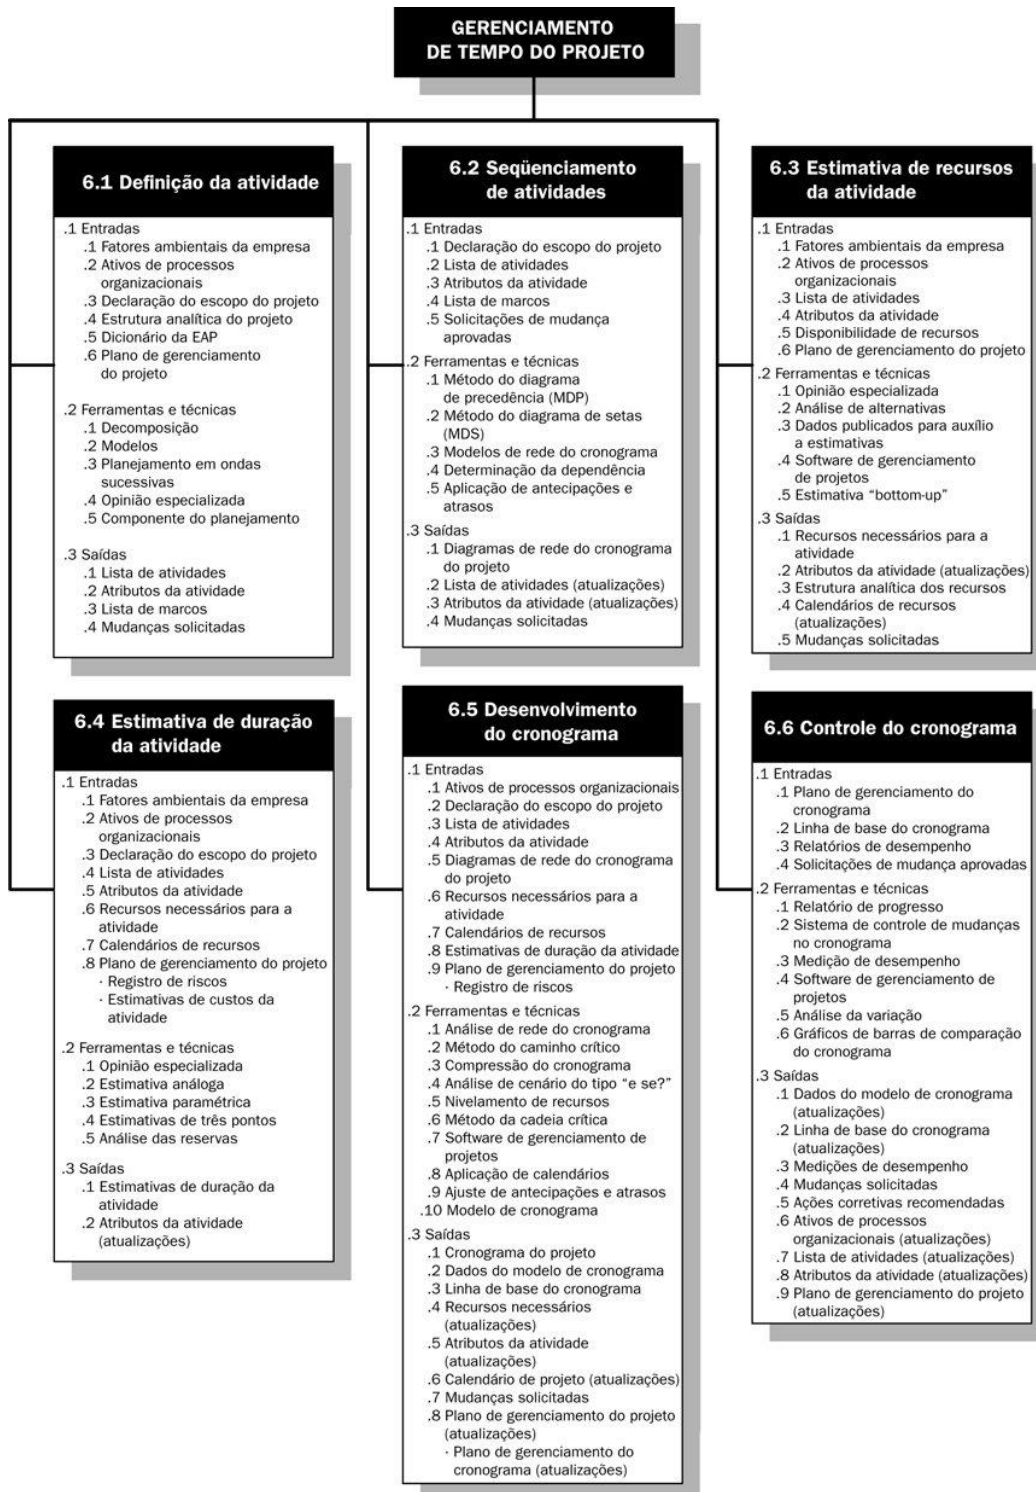 GERENCIAMENTO
DE TEMPO DO PROJETO
6.1 Definição da atividade
.1 Entradas
.1 Fatores ambientais da empresa
.2 Ativos de processos
organizacionais
.3 Declaração do escopo do projeto
.4 Estrutura analítica do projeto
.5 Dicionário da EAP
.6 Plano de gerenciamento
do projeto
.2 Ferramentas e técnicas
.1 Decomposição
.2 Modelos
.3 Planejamento em ondas
sucessivas
.4 Opinião especializada
.5 Componente do planejamento
.3 Saídas
.1 Lista de atividades
.2 Atributos da atividade
.3 Lista de marcos
.4 Mudanças solicitadas
6.2 Seqüenciamento
de atividades
.1 Entradas
.1 Declaração do escopo do projeto
.2 Lista de atividades
.3 Atributos da atividade
.4 Lista de marcos
.5 Solicitações de mudança
aprovadas
.2 Ferramentas e técnicas
.1 Método do diagrama
de precedência (MDP)
.2 Método do diagrama de setas
(MDS)
.3 Modelos de rede do cronograma
.4 Determinação da dependência
.5 Aplicação de antecipações e
atrasos
.3 Saídas
.1 Diagramas de rede do cronograma
do projeto
.2 Lista de atividades (atualizações)
.3 Atributos da atividade (atualizações)
.4 Mudanças solicitadas
6.3 Estimativa de recursos
da atividade
.1 Entradas
.1 Fatores ambientais da empresa
.2 Ativos de processos
organizacionais
.3 Lista de atividades
.4 Atributos da atividade
.5 Disponibilidade de recursos
.6 Plano de gerenciamento do projeto
.2 Ferramentas e técnicas
.1 Opinião especializada
.2 Análise de alternativas
.3 Dados publicados para auxílio
a estimativas
.4 Software de gerenciamento
de projetos
.5 Estimativa “bottom-up”
.3 Saídas
.1 Recursos necessários para a
atividade
.2 Atributos da atividade (atualizações)
.3 Estrutura analítica dos recursos
.4 Calendários de recursos
(atualizações)
.5 Mudanças solicitadas
6.4 Estimativa de duração
da atividade
.1 Entradas
.1 Fatores ambientais da empresa
.2 Ativos de processos
organizacionais
.3 Declaração do escopo do projeto
.4 Lista de atividades
.5 Atributos da atividade
.6 Recursos necessários para a
atividade
.7 Calendários de recursos
.8 Plano de gerenciamento do projeto
· Registro de riscos
· Estimativas de custos da
atividade
.2 Ferramentas e técnicas
.1 Opinião especializada
.2 Estimativa análoga
.3 Estimativa paramétrica
.4 Estimativas de três pontos
.5 Análise das reservas
.3 Saídas
.1 Estimativas de duração da
atividade
.2 Atributos da atividade
(atualizações)
6.5 Desenvolvimento
do cronograma
.1 Entradas
.1 Ativos de processos organizacionais
.2 Declaração do escopo do projeto
.3 Lista de atividades
.4 Atributos da atividade
.5 Diagramas de rede do cronograma
do projeto
.6 Recursos necessários para a
atividade
.7 Calendários de recursos
.8 Estimativas de duração da atividade
.9 Plano de gerenciamento do projeto
· Registro de riscos
.2 Ferramentas e técnicas
.1 Análise de rede do cronograma
.2 Método do caminho crítico
.3 Compressão do cronograma
.4 Análise de cenário do tipo “e se?”
.5 Nivelamento de recursos
.6 Método da cadeia crítica
.7 Software de gerenciamento de
projetos
.8 Aplicação de calendários
.9 Ajuste de antecipações e atrasos
.10 Modelo de cronograma
.3 Saídas
.1 Cronograma do projeto
.2 Dados do modelo de cronograma
.3 Linha de base do cronograma
.4 Recursos necessários
(atualizações)
.5 Atributos da atividade
(atualizações)
.6 Calendário de projeto (atualizações)
.7 Mudanças solicitadas
.8 Plano de gerenciamento do projeto
(atualizações)
· Plano de gerenciamento do
cronograma (atualizações)
6.6 Controle do cronograma
.1 Entradas
.1 Plano de gerenciamento do
cronograma
.2 Linha de base do cronograma
.3 Relatórios de desempenho
.4 Solicitações de mudança aprovadas
.2 Ferramentas e técnicas
.1 Relatório de progresso
.2 Sistema de controle de mudanças
no cronograma
.3 Medição de desempenho
.4 Software de gerenciamento de
projetos
.5 Análise da variação
.6 Gráficos de barras de comparação
do cronograma
.3 Saídas
.1 Dados do modelo de cronograma
(atualizações)
.2 Linha de base do cronograma
(atualizações)
.3 Medições de desempenho
.4 Mudanças solicitadas
.5 Ações corretivas recomendadas
.6 Ativos de processos
organizacionais (atualizações)
.7 Lista de atividades (atualizações)
.8 Atributos da atividade (atualizações)
.9 Plano de gerenciamento do projeto
(atualizações)